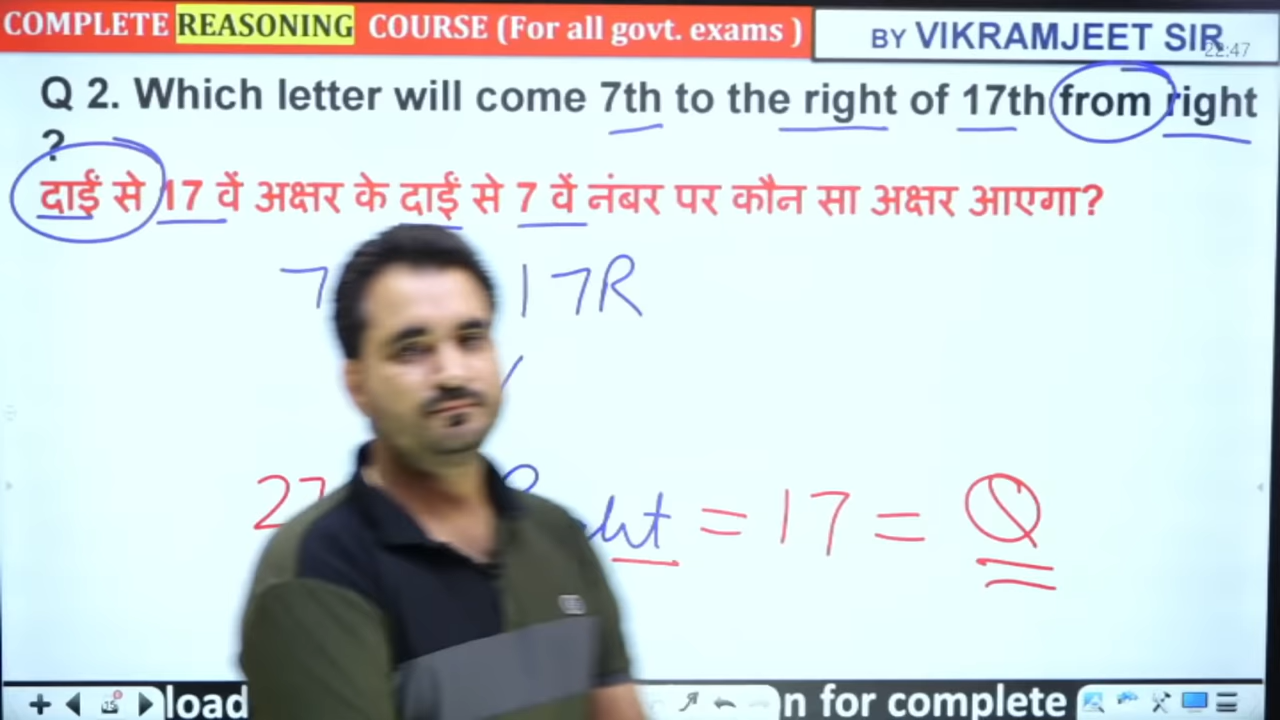 COMPLETE REASONING COURSE (For all govt. exams )
BY VIKRAMJEET SIR
22:47
Q 2. Which letter will come 7th to the right of 17th from right
?
दाईं से 17 वें अक्षर के दाईं से 7 वें नंबर पर कौन सा अक्षर आएगा?
7 17R
27 = 17 = Q
load n for complete